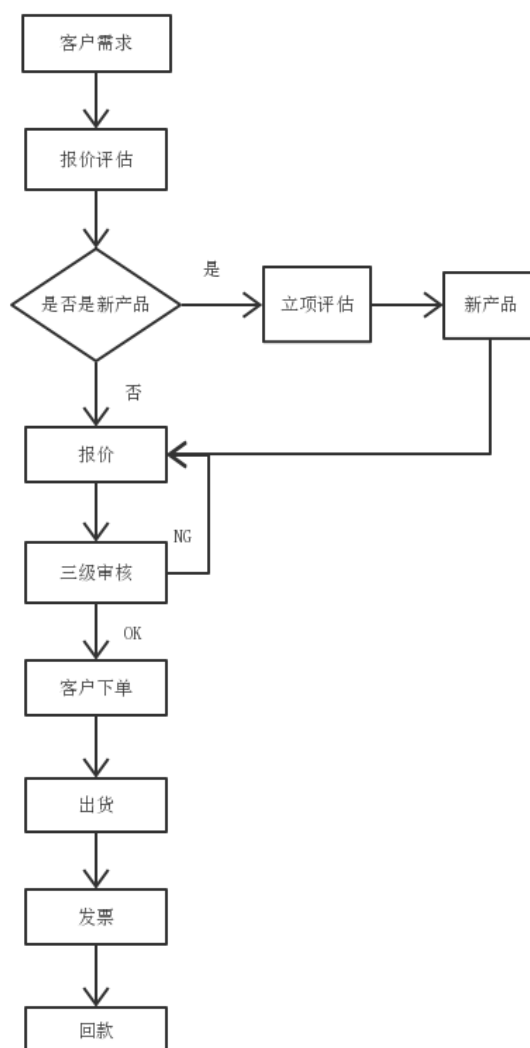 客户需求
报价评估
是否是新产品
是
立项评估
新产品
否
报价
NG
三级审核
OK
客户下单
出货
发票
回款